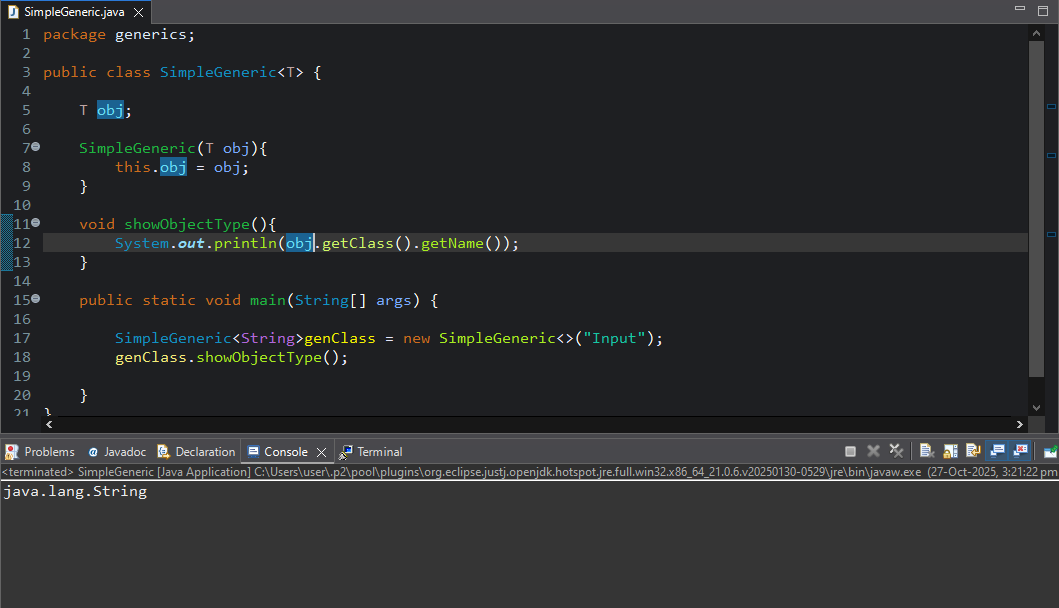 SimpleGeneric.java
1 package generics;
2
3 public class SimpleGeneric<T> {
4
5 T obj;
6
7 SimpleGeneric(T obj){
8 this.obj = obj;
9 }
10
11 void showObjectType(){
12 System.out.println(obj.getClass().getName());
13 }
14
15 public static void main(String[] args) {
16
17 SimpleGeneric<String>genClass = new SimpleGeneric<>("Input");
18 genClass.showObjectType();
19
20 }
21 }
Problems Javadoc Declaration Console Terminal
<terminated> SimpleGeneric [Java Application] C:\Users\user\.p2\pool\plugins\org.eclipse.justj.openjdk.hotspot.jre.full.win32.x86_64_21.0.6.v20250130-0529\jre\bin\javaw.exe (27-Oct-2025, 3:21:22 pm
java.lang.String